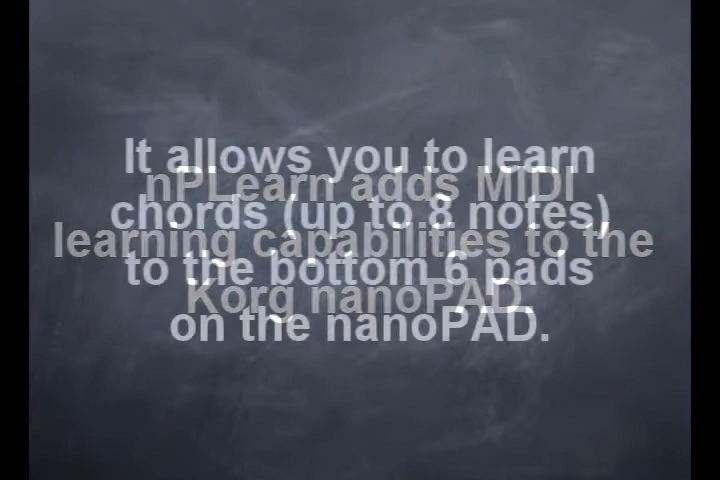 It allows you to learn
chords (up to 8 notes)
to the bottom 6 pads
on the nanoPAD.
nPLearn adds MIDI
learning capabilities to the
Korg nanoPAD.